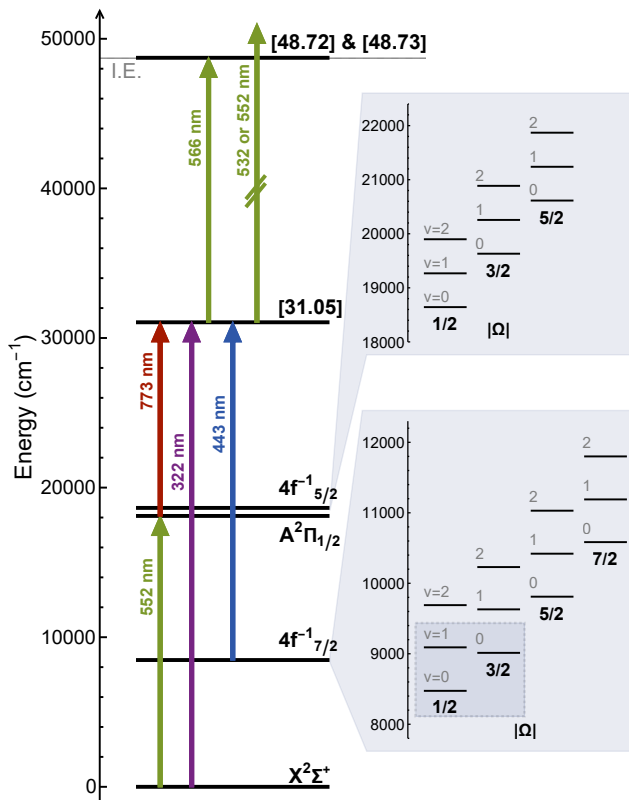 Energy (cm⁻¹)
50000
40000
30000
20000
10000
0
I.E.
[48.72] & [48.73]
566 nm
532 or 552 nm
[31.05]
773 nm
322 nm
443 nm
4f⁻¹₅/₂
A²Π₁/₂
552 nm
4f⁻¹₇/₂
X²Σ⁺
22000
21000
20000
19000
18000
v=2
v=1
v=0
1/2
2
1
0
3/2
2
1
0
5/2
|Ω|
12000
11000
10000
9000
8000
v=2
v=1
v=0
1/2
2
1
0
3/2
2
1
0
5/2
2
1
0
7/2
|Ω|